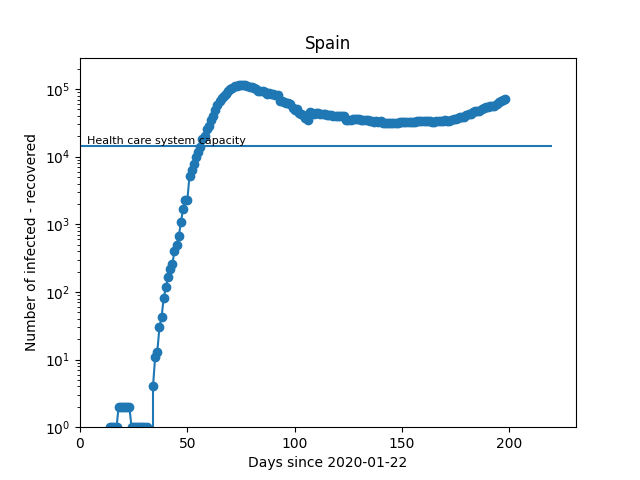 Spain
Number of infected - recovered
10^5
10^4
10^3
10^2
10^1
10^0
Health care system capacity
0 50 100 150 200
Days since 2020-01-22